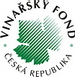 VINAŘSKÝ FOND
ČESKÁ REPUBLIKA